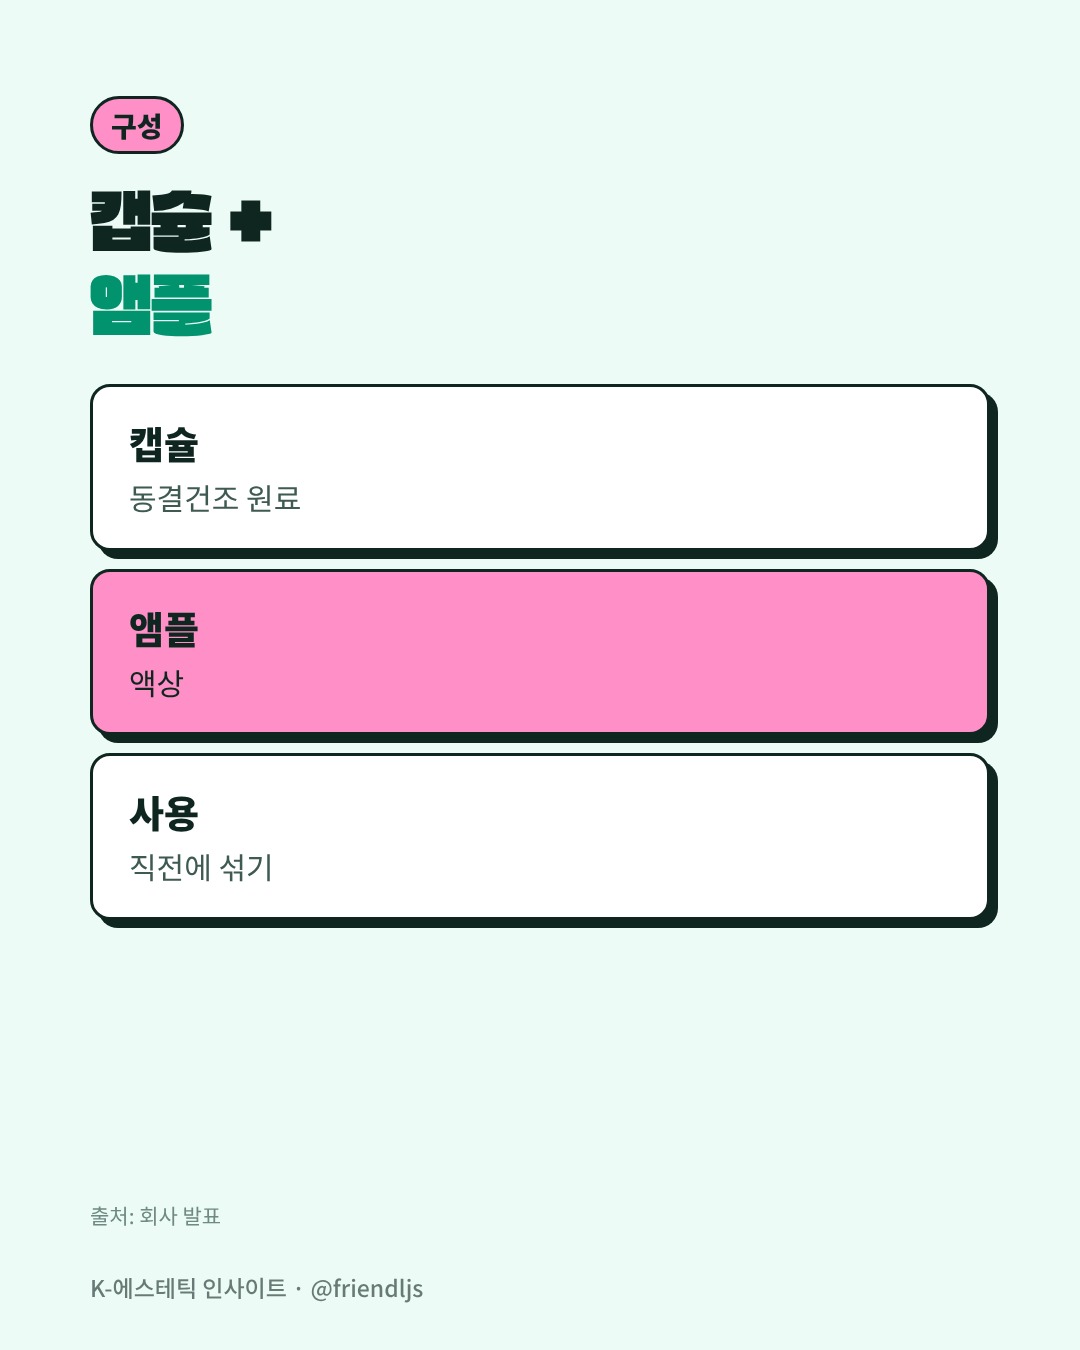 구성
캡슐 +
앰플
캡슐
동결건조 원료
앰플
액상
사용
직전에 섞기
출처: 회사 발표
K-에스테틱 인사이트 · @friendljs